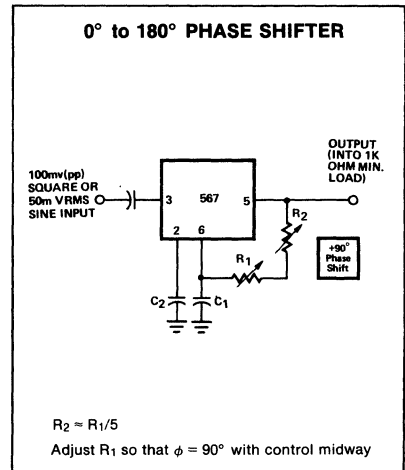 0° to 180° PHASE SHIFTER
OUTPUT
(INTO 1K
OHM MIN.
LOAD)
100mv(pp)
SQUARE OR
50m VRMS
SINE INPUT
3
567
5
2
6
R2
+90°
Phase
Shift
R1
C2
C1
R2 ≈ R1/5
Adjust R1 so that ϕ = 90° with control midway